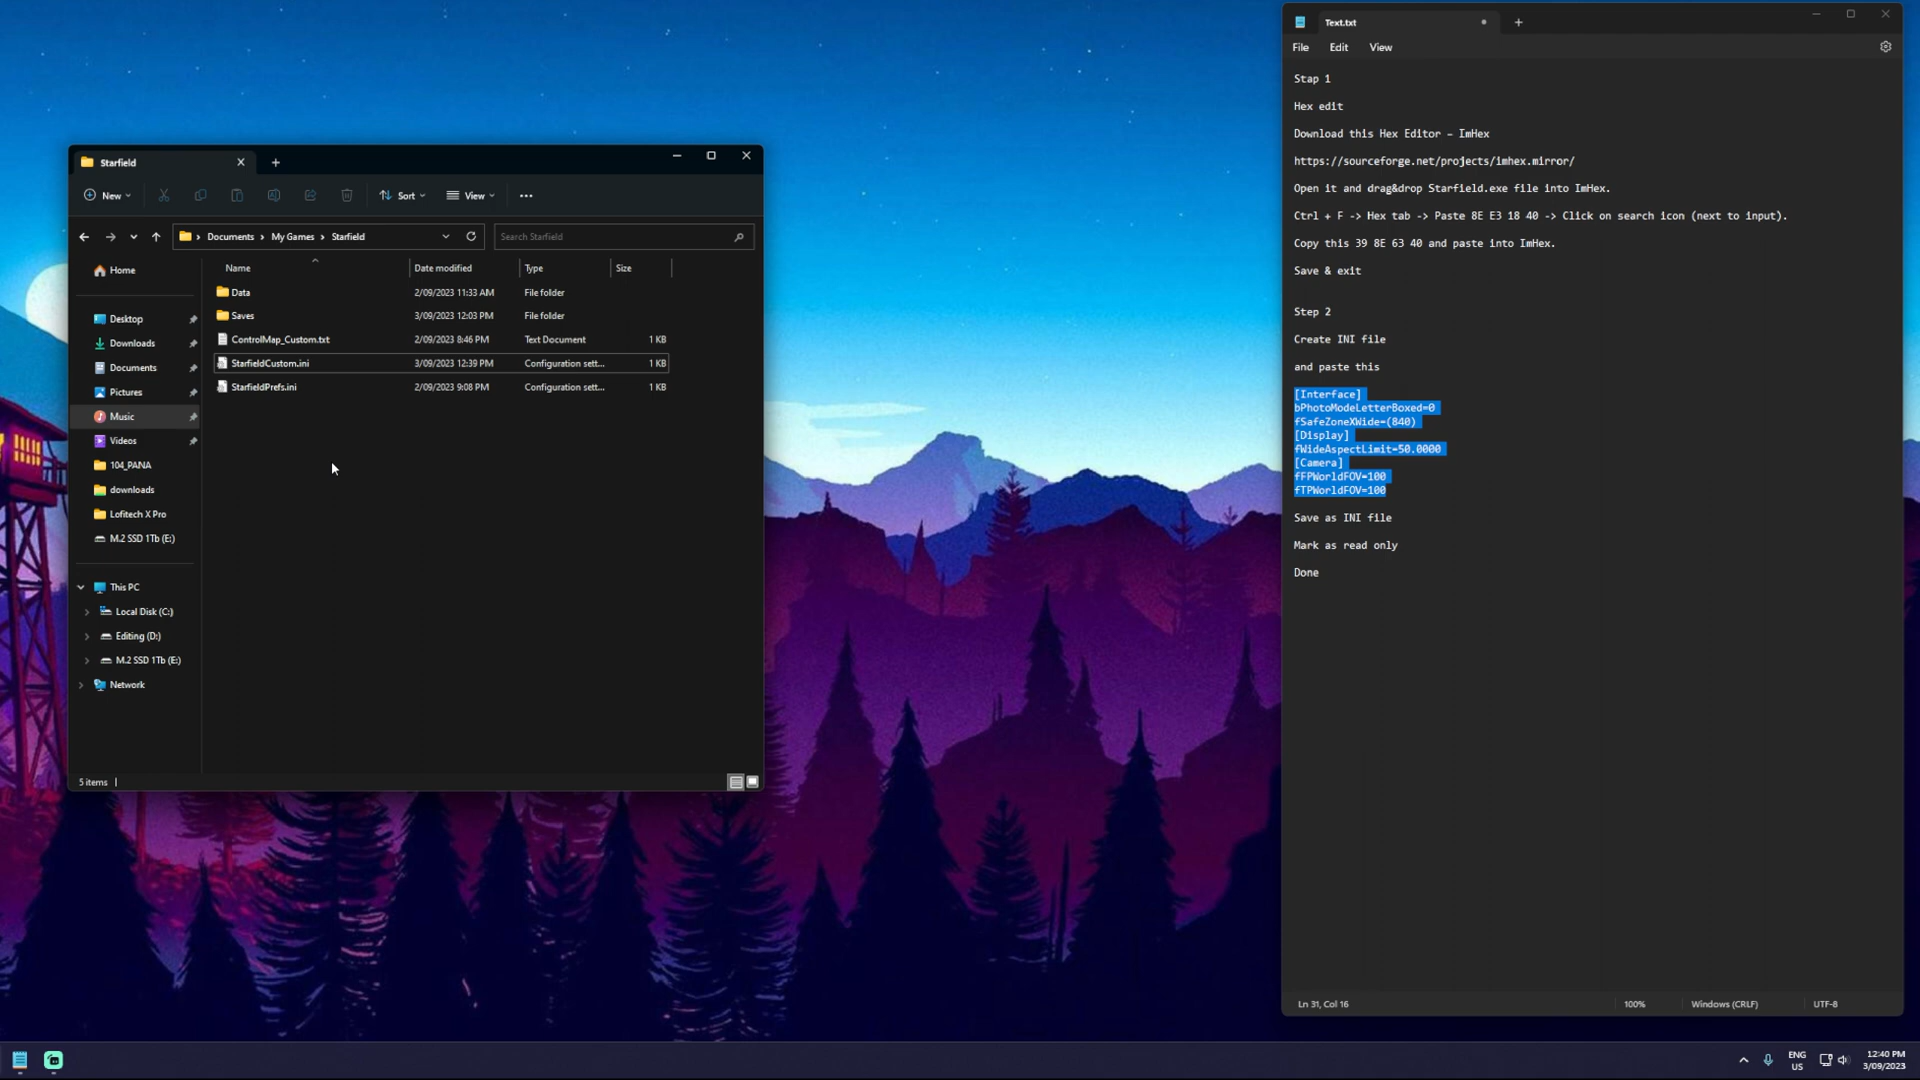 Starfield
New
Sort
View
Documents > My Games > Starfield
Search Starfield
Home
Desktop
Downloads
Documents
Pictures
Music
Videos
104_PANA
downloads
Lofitech X Pro
M.2 SSD 1Tb (E:)
This PC
Local Disk (C:)
Editing (D:)
M.2 SSD 1Tb (E:)
Network
Name Date modified Type Size
Data 2/09/2023 11:33 AM File folder
Saves 3/09/2023 12:03 PM File folder
ControlMap_Custom.txt 2/09/2023 8:46 PM Text Document 1 KB
StarfieldCustom.ini 3/09/2023 12:39 PM Configuration sett... 1 KB
StarfieldPrefs.ini 2/09/2023 9:08 PM Configuration sett... 1 KB
5 items
Text.txt
File Edit View
Stap 1
Hex edit
Download this Hex Editor – ImHex
https://sourceforge.net/projects/imhex.mirror/
Open it and drag&drop Starfield.exe file into ImHex.
Ctrl + F -> Hex tab -> Paste 8E E3 18 40 -> Click on search icon (next to input).
Copy this 39 8E 63 40 and paste into ImHex.
Save & exit
Step 2
Create INI file
and paste this
[Interface]
bPhotoModeLetterBoxed=0
fSafeZoneXWide=(840)
[Display]
fWideAspectLimit=50.0000
[Camera]
fFPWorldFOV=100
fTPWorldFOV=100
Save as INI file
Mark as read only
Done
Ln 31, Col 16
100%
Windows (CRLF)
UTF-8
ENG
US
12:40 PM
3/09/2023